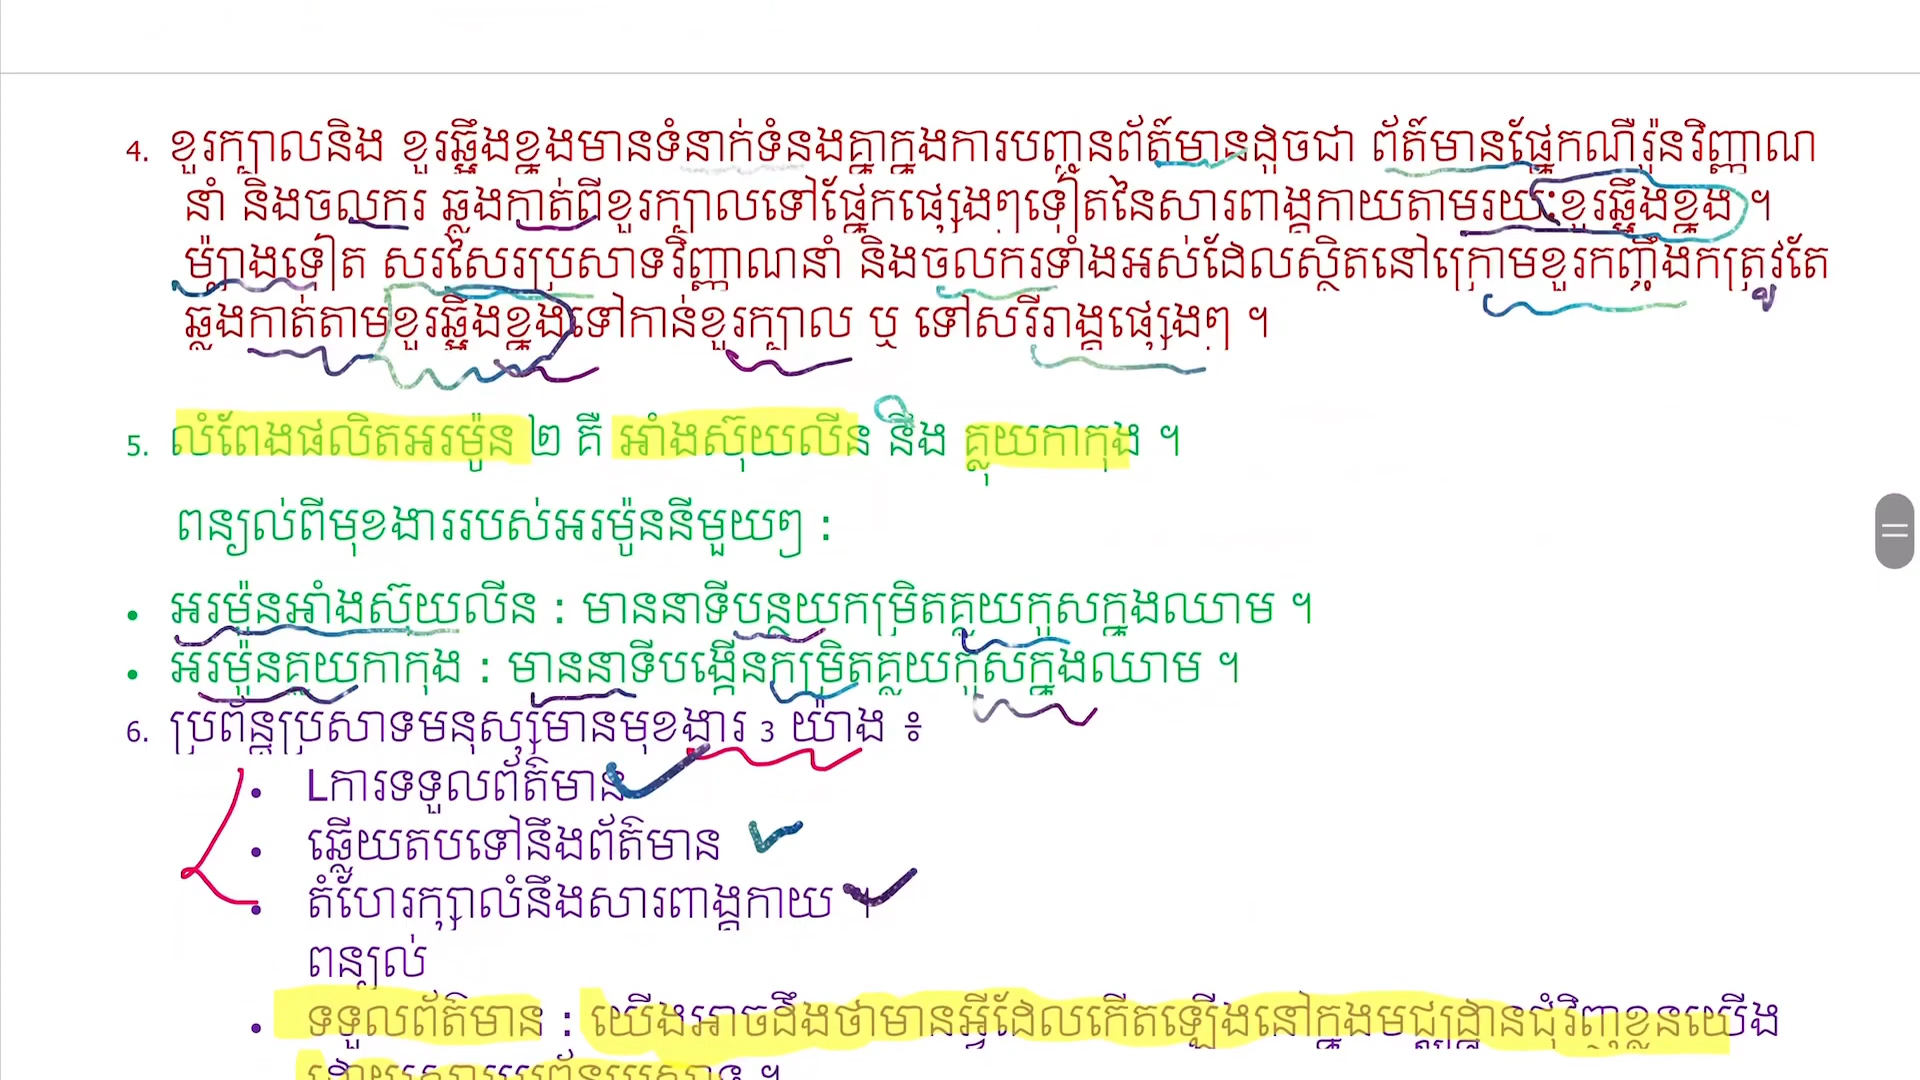 4. ខួរក្បាលនិង ខួរឆ្អឹងខ្នងមានទំនាក់ទំនងគ្នាក្នុងការបញ្ជូនព័ត៌មានដូចជា ព័ត៌មានផ្នែកណឺរ៉ូនវិញ្ញាណ
នាំ និងចលករ ឆ្លងកាត់ពីខួរក្បាលទៅផ្នែកផ្សេងៗទៀតនៃសារពាង្គកាយតាមរយៈខួរឆ្អឹងខ្នង ។
ម៉្យាងទៀត សរសៃរប្រសាទវិញ្ញាណនាំ និងចលករទាំងអស់ដែលស្ថិតនៅក្រោមខួរកញ្ចឹងកត្រូវតែ
ឆ្លងកាត់តាមខួរឆ្អឹងខ្នងទៅកាន់ខួរក្បាល ឬ ទៅសរីរាង្គផ្សេងៗ ។
5. លំពែងផលិតអរម៉ូន ២ គឺ អាំងស៊ុយលីន និង គ្លុយកាកុង ។
ពន្យល់ពីមុខងាររបស់អរម៉ូននីមួយៗ :
• អរម៉ូនអាំងស៊ុយលីន : មាននាទីបន្ថយកម្រិតគ្លុយកូសក្នុងឈាម ។
• អរម៉ូនគ្លុយកាកុង : មាននាទីបង្កើនកម្រិតគ្លុយកូសក្នុងឈាម ។
6. ប្រព័ន្ធប្រសាទមនុស្សមានមុខងារ 3 យ៉ាង ៖
• Lការទទួលព័ត៌មាន
• ឆ្លើយតបទៅនឹងព័ត៌មាន
• តំហែរក្សាលំនឹងសារពាង្គកាយ ។
ពន្យល់
• ទទួលព័ត៌មាន : យើងអាចដឹងថាមានអ្វីដែលកើតឡើងនៅក្នុងមជ្ឈដ្ឋានជុំវិញខ្លួនយើង
ដោយសារប្រព័ន្ធប្រសាទ ។